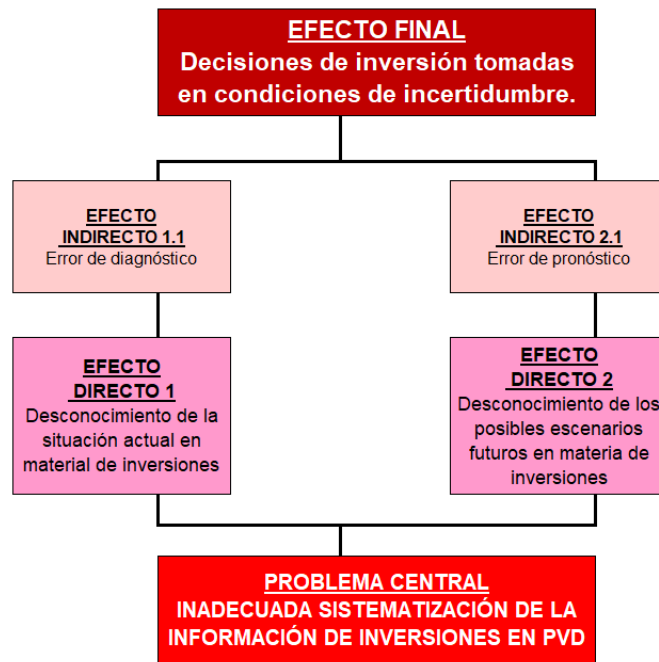 EFECTO FINAL
Decisiones de inversión tomadas
en condiciones de incertidumbre.
EFECTO
INDIRECTO 1.1
Error de diagnóstico
EFECTO
INDIRECTO 2.1
Error de pronóstico
EFECTO
DIRECTO 1
Desconocimiento de la
situación actual en
material de inversiones
EFECTO
DIRECTO 2
Desconocimiento de los
posibles escenarios
futuros en materia de
inversiones
PROBLEMA CENTRAL
INADECUADA SISTEMATIZACIÓN DE LA
INFORMACIÓN DE INVERSIONES EN PVD